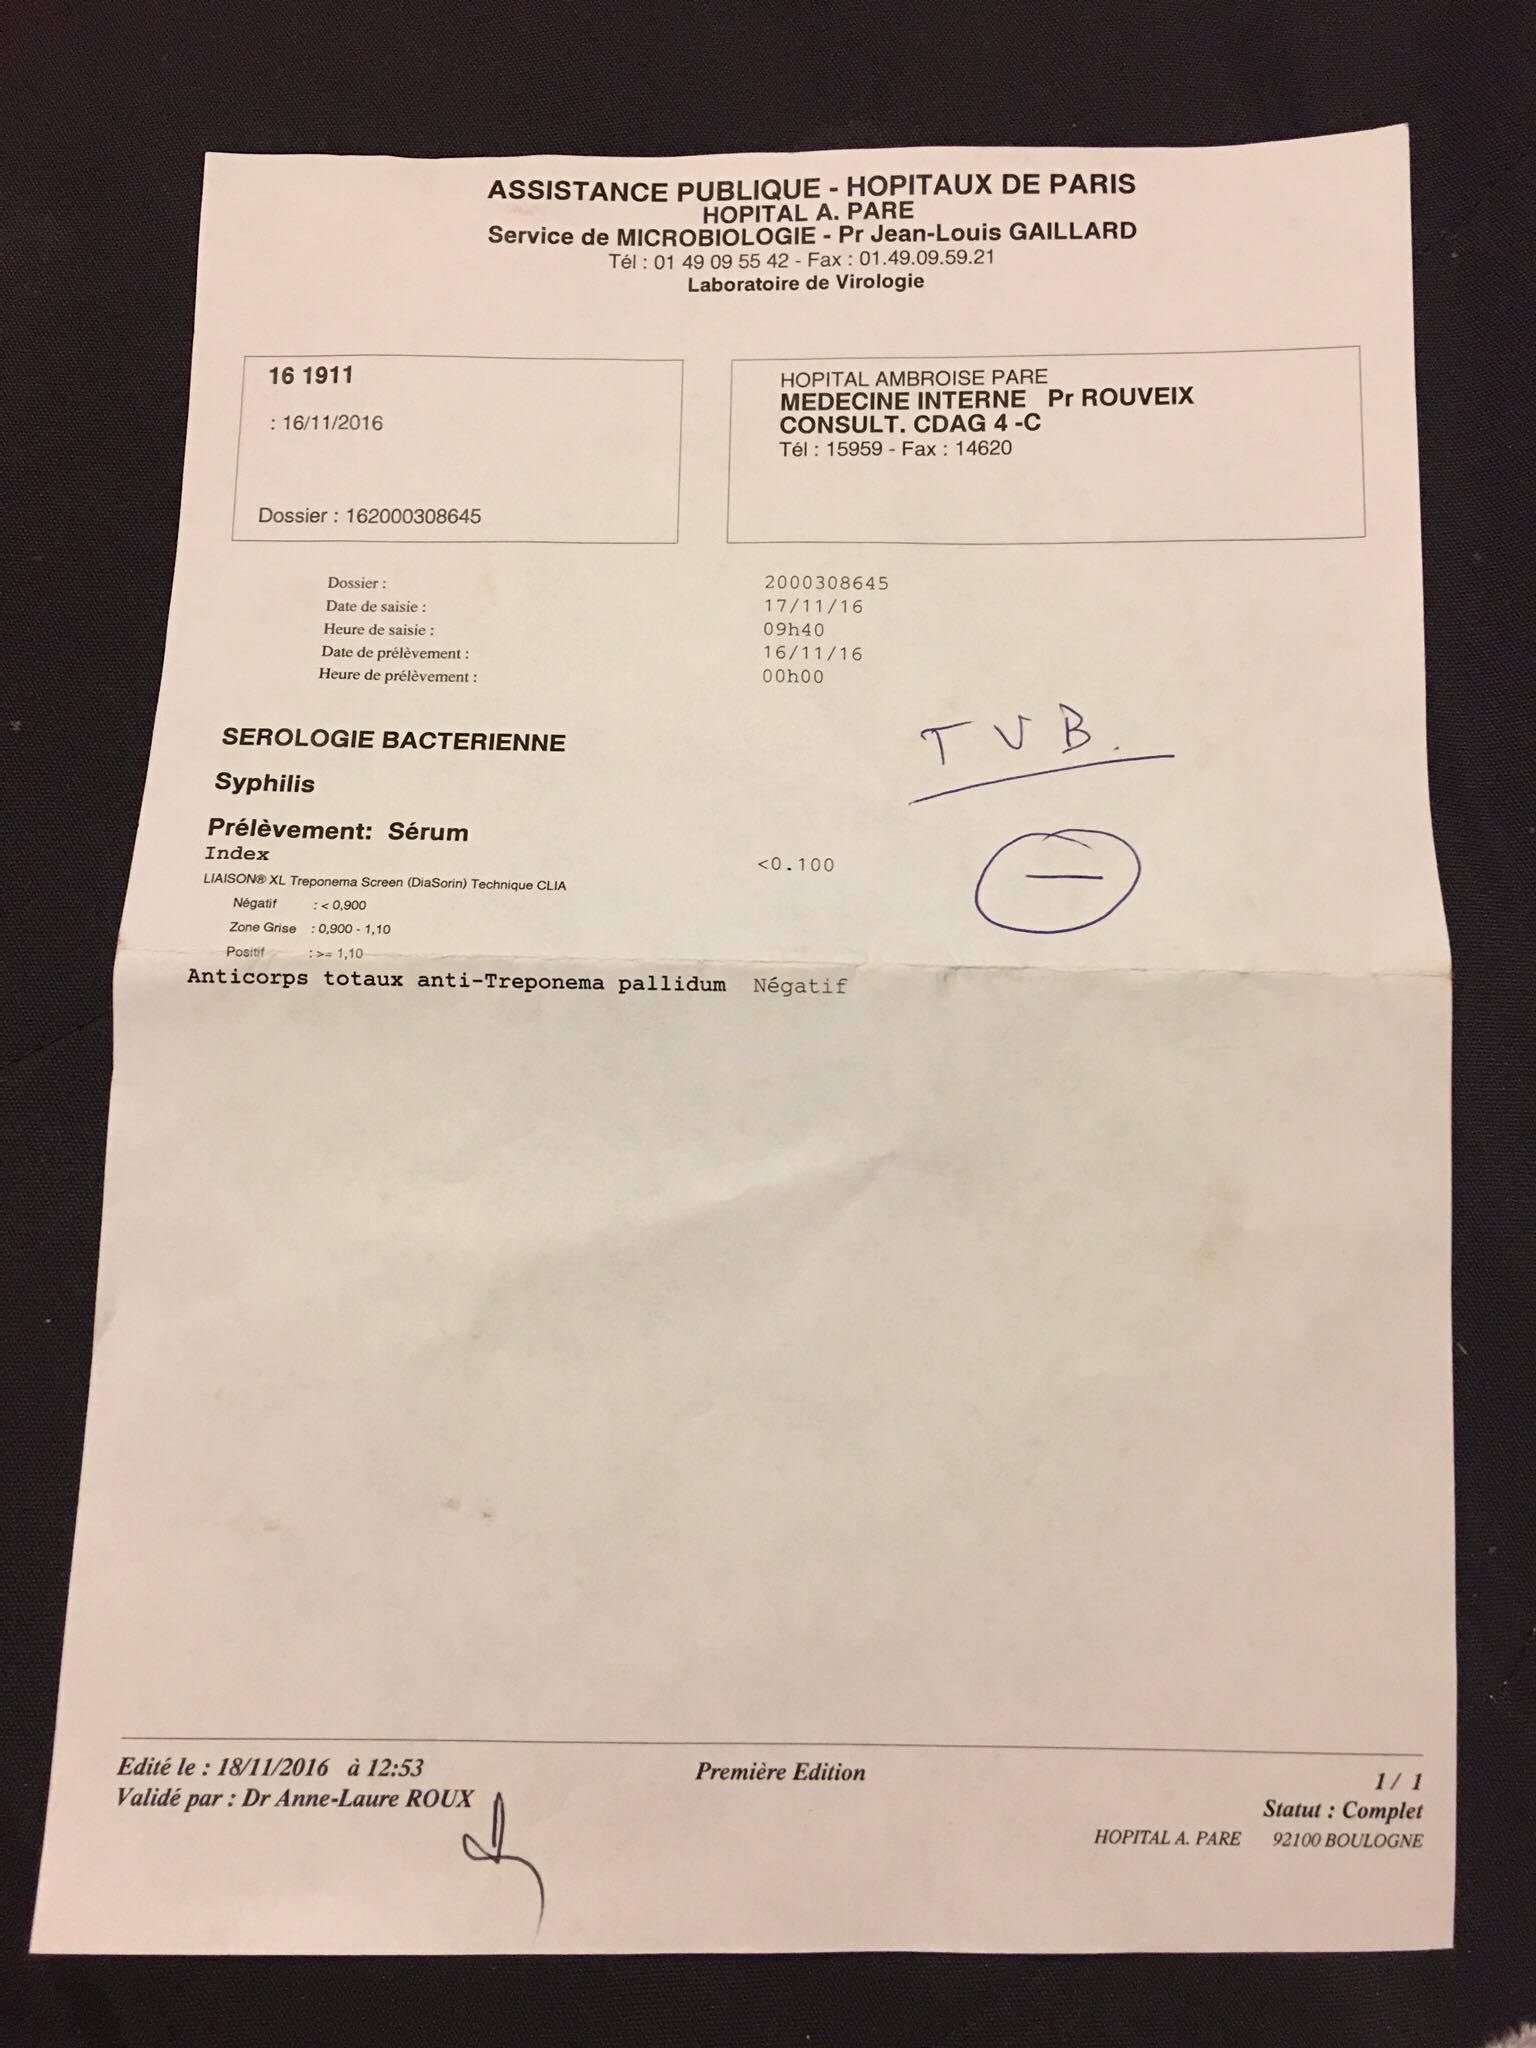 ASSISTANCE PUBLIQUE - HOPITAUX DE PARIS
HOPITAL A. PARE
Service de MICROBIOLOGIE - Pr Jean-Louis GAILLARD
Tél : 01 49 09 55 42 - Fax : 01.49.09.59.21
Laboratoire de Virologie
16 1911
: 16/11/2016
Dossier : 162000308645
HOPITAL AMBROISE PARE
MEDECINE INTERNE Pr ROUVEIX
CONSULT. CDAG 4 -C
Tél : 15959 - Fax : 14620
Dossier : 2000308645
Date de saisie : 17/11/16
Heure de saisie : 09h40
Date de prélèvement : 16/11/16
Heure de prélèvement : 00h00
SEROLOGIE BACTERIENNE
TVB.
Syphilis
Prélèvement: Sérum
Index <0.100
LIAISON® XL Treponema Screen (DiaSorin) Technique CLIA
Négatif : < 0,900
Zone Grise : 0,900 - 1,10
Positif : >= 1,10
Anticorps totaux anti-Treponema pallidum Négatif
Edité le : 18/11/2016 à 12:53 Première Edition
1 / 1
Validé par : Dr Anne-Laure ROUX
Statut : Complet
HOPITAL A. PARE 92100 BOULOGNE